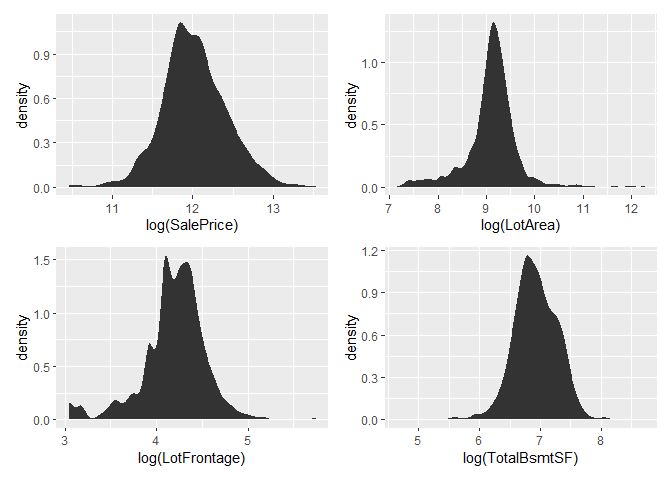 density
0.9
0.6
0.3
0.0
11 12 13
log(SalePrice)
density
1.0
0.5
0.0
7 8 9 10 11 12
log(LotArea)
density
1.5
1.0
0.5
0.0
3 4 5
log(LotFrontage)
density
1.2
0.9
0.6
0.3
0.0
5 6 7 8
log(TotalBsmtSF)